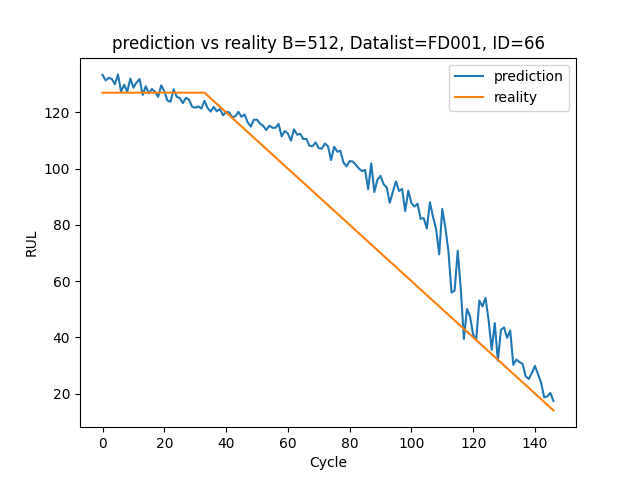 prediction vs reality B=512, Datalist=FD001, ID=66
prediction
reality
RUL
120
100
80
60
40
20
0 20 40 60 80 100 120 140
Cycle